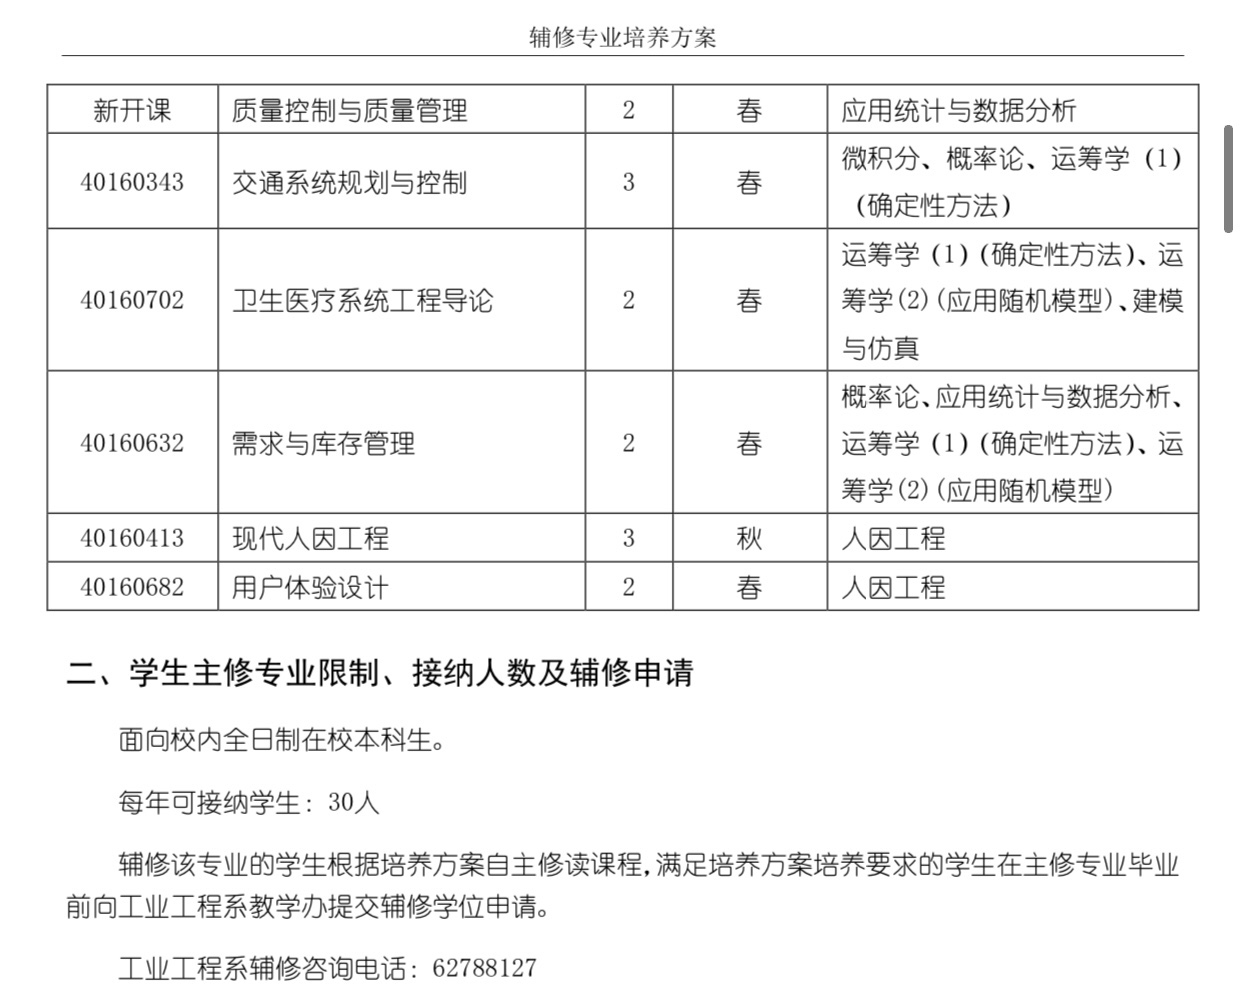 辅修专业培养方案
新开课 质量控制与质量管理 2 春 应用统计与数据分析
40160343 交通系统规划与控制 3 春 微积分、概率论、运筹学（1）
（确定性方法）
40160702 卫生医疗系统工程导论 2 春 运筹学（1）（确定性方法）、运
筹学（2）（应用随机模型）、建模
与仿真
40160632 需求与库存管理 2 春 概率论、应用统计与数据分析、
运筹学（1）（确定性方法）、运
筹学（2）（应用随机模型）
40160413 现代人因工程 3 秋 人因工程
40160682 用户体验设计 2 春 人因工程
二、学生主修专业限制、接纳人数及辅修申请
面向校内全日制在校本科生。
每年可接纳学生：30人
辅修该专业的学生根据培养方案自主修读课程，满足培养方案培养要求的学生在主修专业毕业
前向工业工程系教学办提交辅修学位申请。
工业工程系辅修咨询电话：62788127